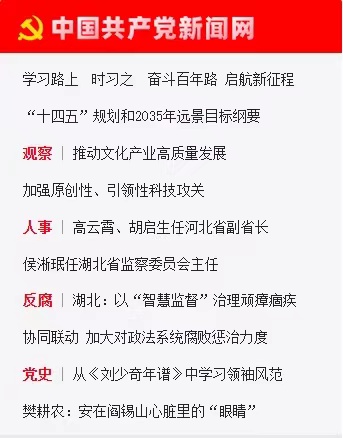 中国共产党新闻网
学习路上 时习之 奋斗百年路 启航新征程
“十四五”规划和2035年远景目标纲要
观察 | 推动文化产业高质量发展
加强原创性、引领性科技攻关
人事 | 高云霄、胡启生任河北省副省长
侯淅珉任湖北省监察委员会主任
反腐 | 湖北：以“智慧监督”治理顽瘴痼疾
协同联动 加大对政法系统腐败惩治力度
党史 | 从《刘少奇年谱》中学习领袖风范
樊耕农：安在阎锡山心脏里的“眼睛”